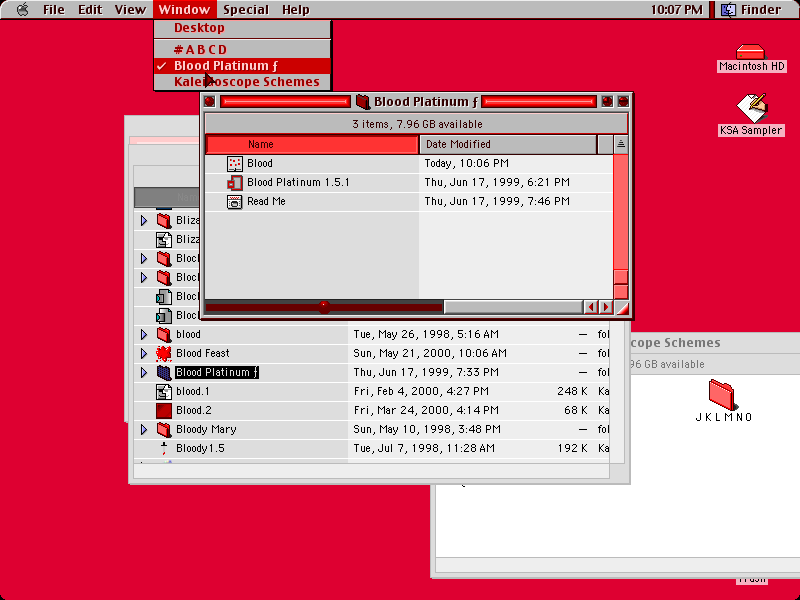 File Edit View Window Special Help 10:07 PM Finder
Desktop
#ABCD
✓ Blood Platinum ƒ
Kaleidoscope Schemes
Macintosh HD
KSA Sampler
Blood Platinum ƒ
3 items, 7.96 GB available
Name Date Modified
Blood Today, 10:06 PM
Blood Platinum 1.5.1 Thu, Jun 17, 1999, 6:21 PM
Read Me Thu, Jun 17, 1999, 7:46 PM
Bliza
Blizz
Bloc
Bloc
Bloc
Bloc
blood Tue, May 26, 1998, 5:16 AM — fol
Blood Feast Sun, May 21, 2000, 10:06 AM — fol
Blood Platinum ƒ Thu, Jun 17, 1999, 7:33 PM — fol
blood.1 Fri, Feb 4, 2000, 4:27 PM 248 K Ka
Blood.2 Fri, Mar 24, 2000, 4:14 PM 68 K Ka
Bloody Mary Sun, May 10, 1998, 3:48 PM — fol
Bloody1.5 Tue, Jul 7, 1998, 11:28 AM 192 K Ka
cope Schemes
96 GB available
JKLMNO
Trash